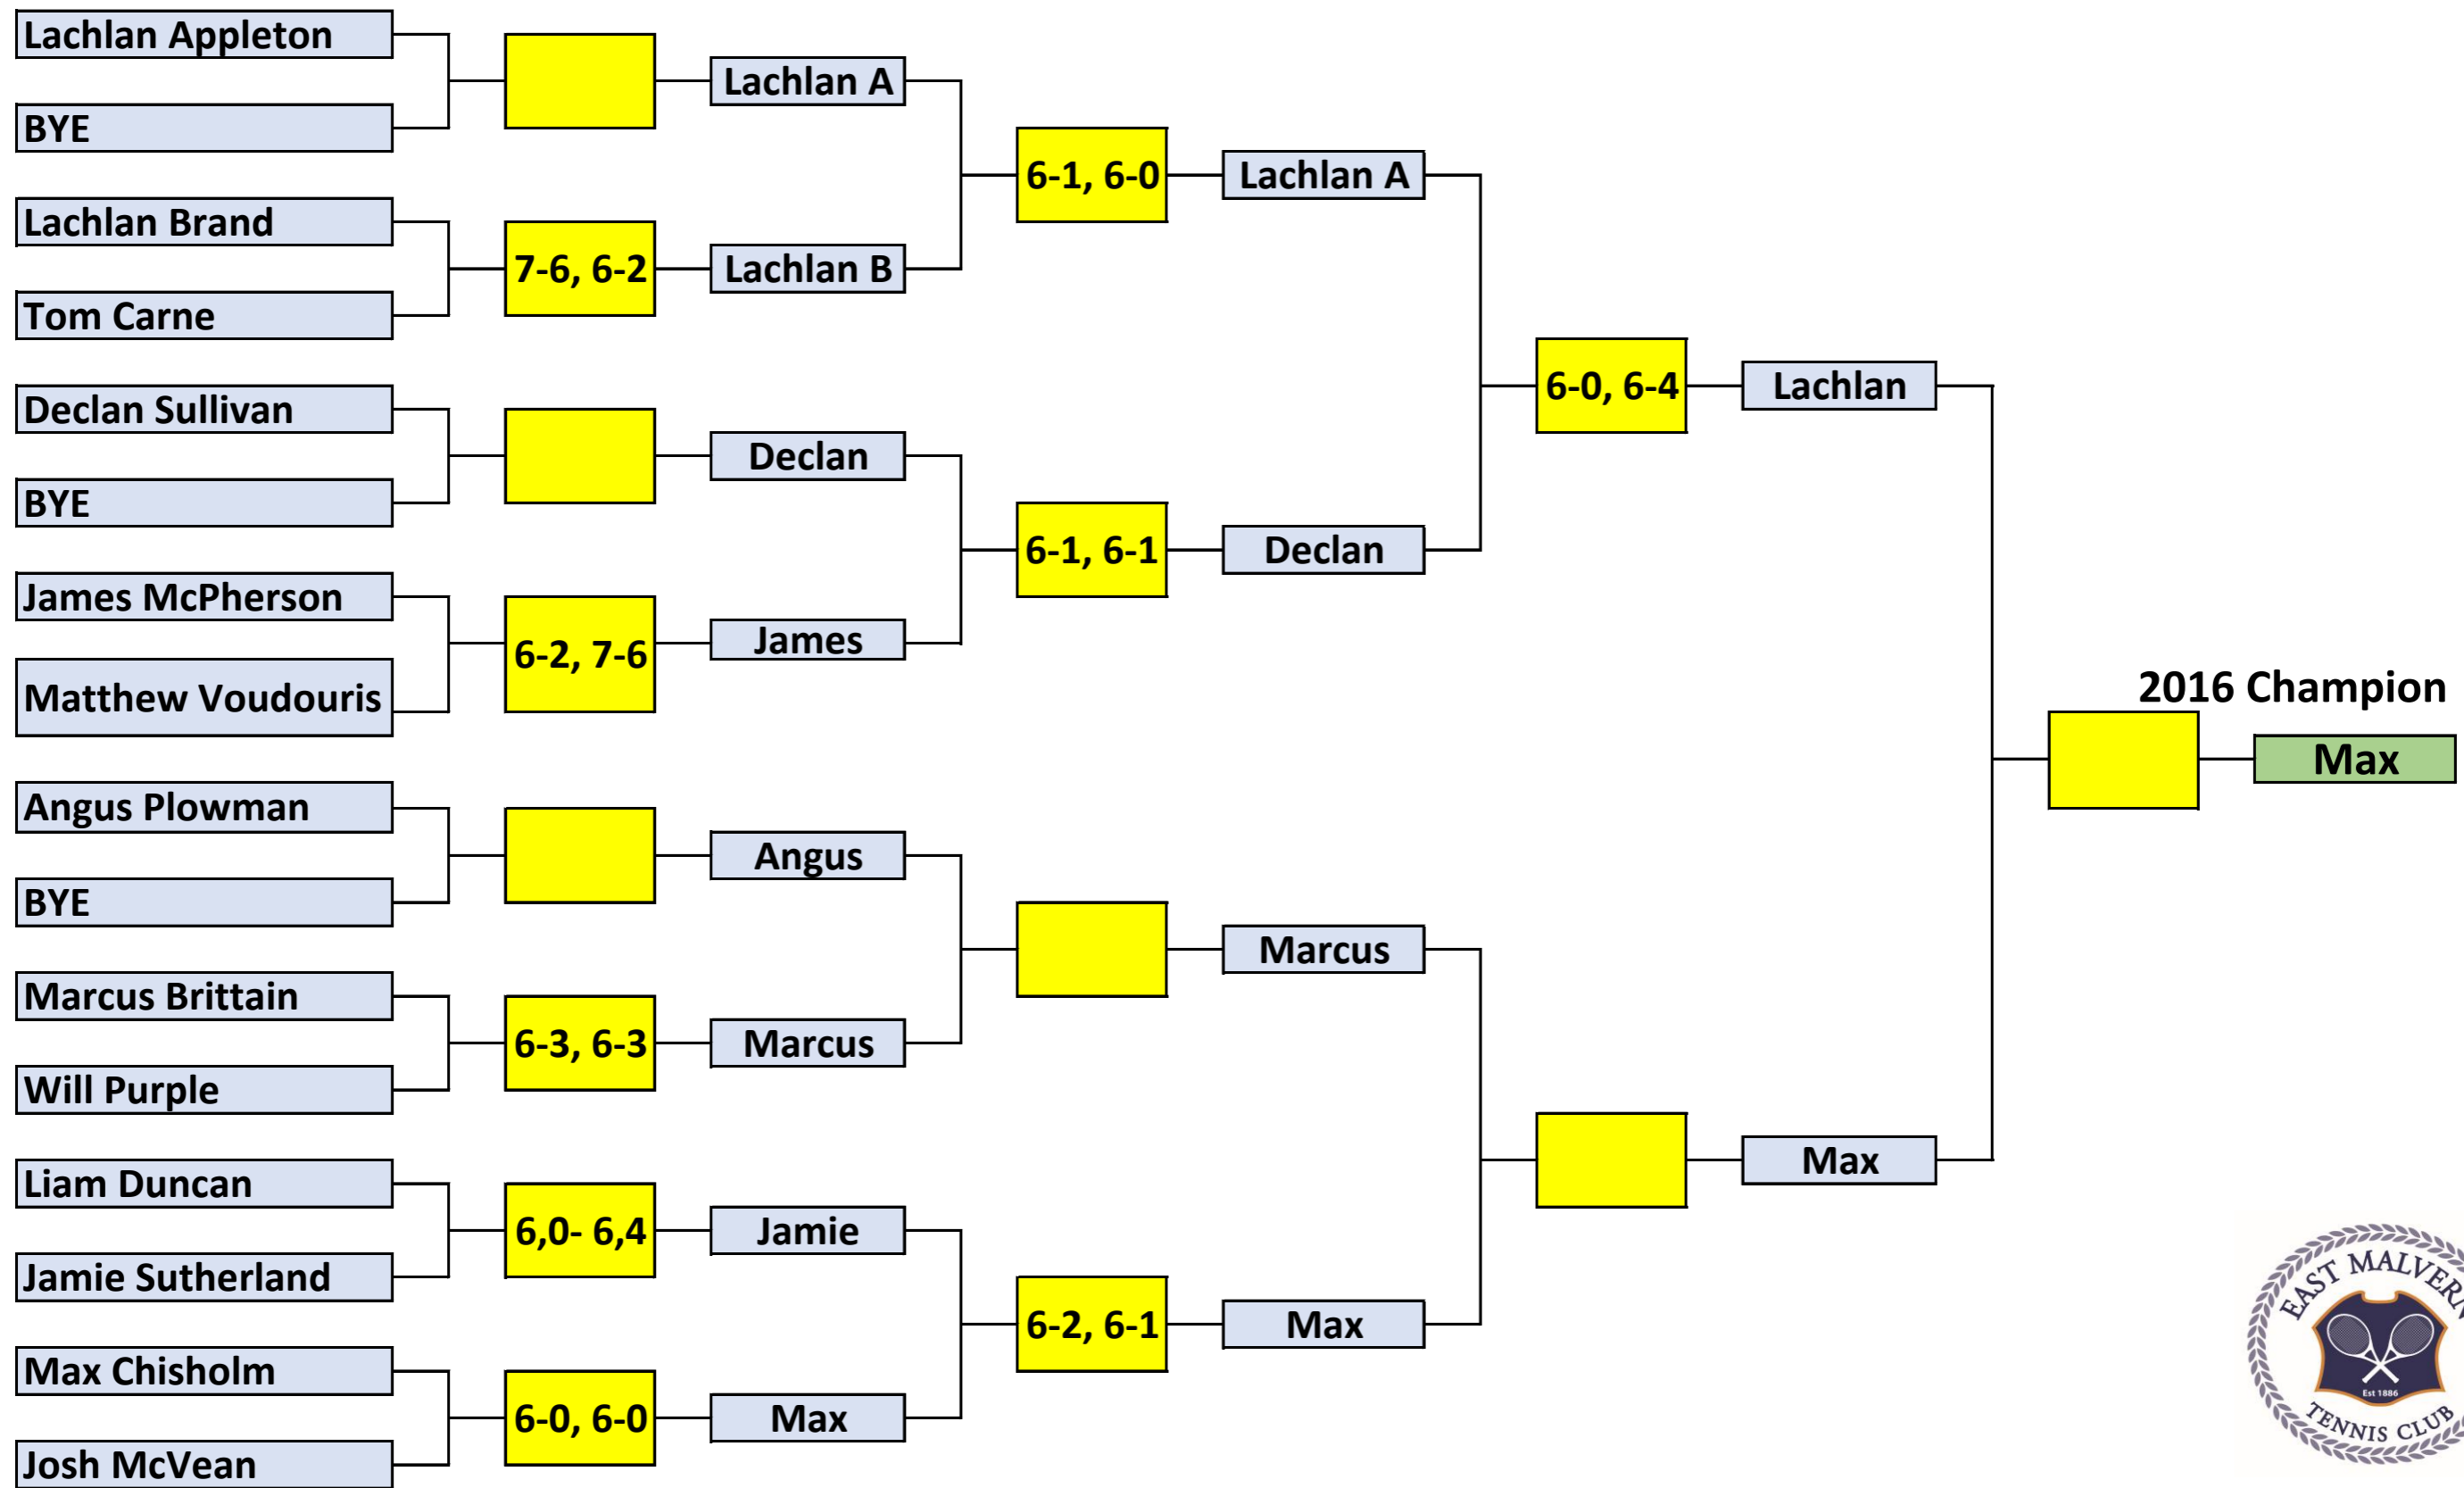 Lachlan Appleton
BYE
Lachlan Brand
Tom Carne
Declan Sullivan
BYE
James McPherson
Matthew Voudouris
Angus Plowman
BYE
Marcus Brittain
Will Purple
Liam Duncan
Jamie Sutherland
Max Chisholm
Josh McVean
7-6, 6-2
6-2, 7-6
6-3, 6-3
6,0- 6,4
6-0, 6-0
Lachlan A
Lachlan B
Declan
James
Angus
Marcus
Jamie
Max
6-1, 6-0
6-1, 6-1
6-2, 6-1
Lachlan A
Declan
Marcus
Max
6-0, 6-4
Lachlan
Max
2016 Champion
Max
EAST MALVERN
Est 1886
TENNIS CLUB